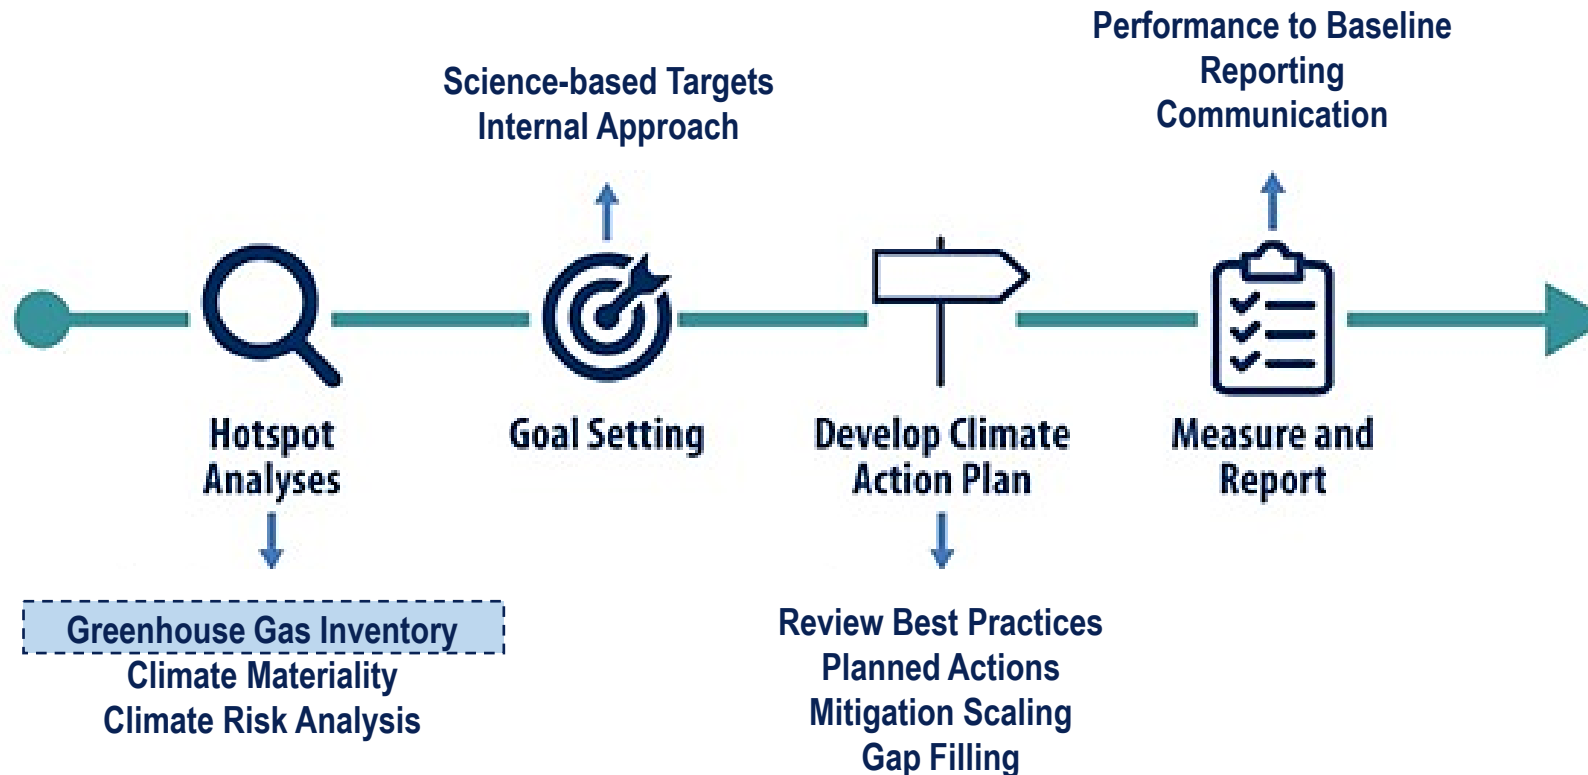 Performance to Baseline
Reporting
Communication
Science-based Targets
Internal Approach
Hotspot
Analyses
Goal Setting
Develop Climate
Action Plan
Measure and
Report
Greenhouse Gas Inventory
Climate Materiality
Climate Risk Analysis
Review Best Practices
Planned Actions
Mitigation Scaling
Gap Filling